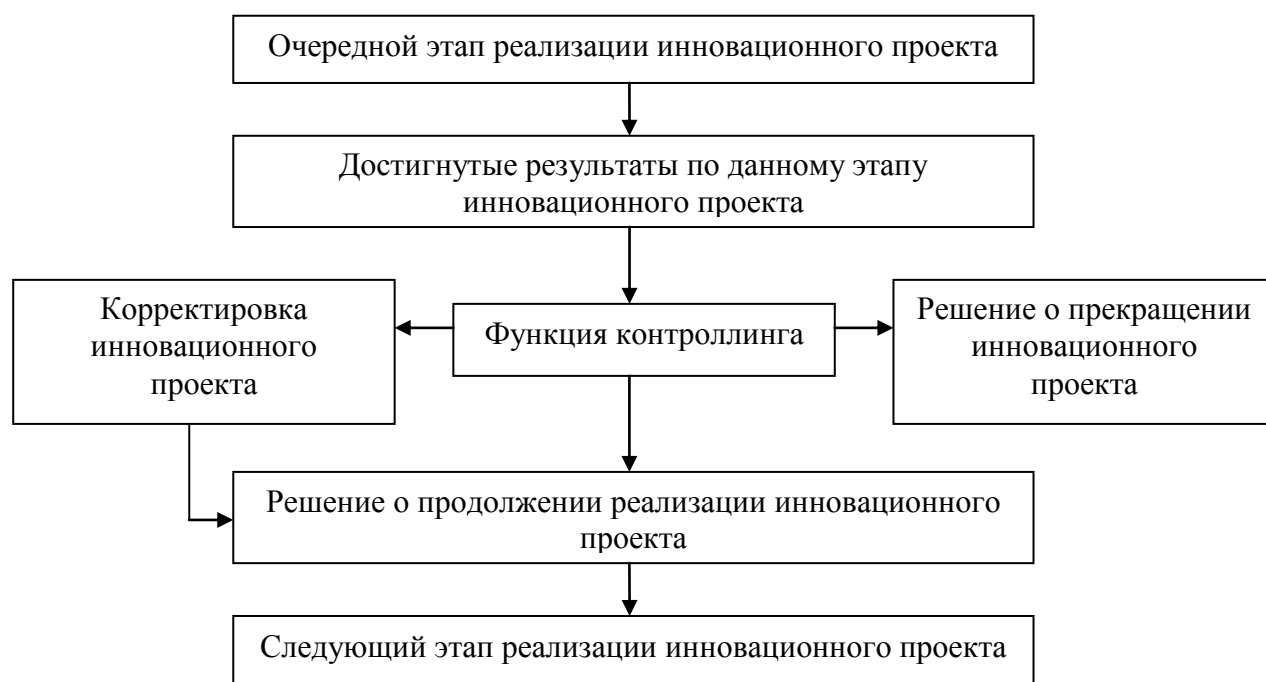 Очередной этап реализации инновационного проекта
Достигнутые результаты по данному этапу
инновационного проекта
Корректировка
инновационного
проекта
Функция контроллинга
Решение о прекращении
инновационного
проекта
Решение о продолжении реализации инновационного
проекта
Следующий этап реализации инновационного проекта